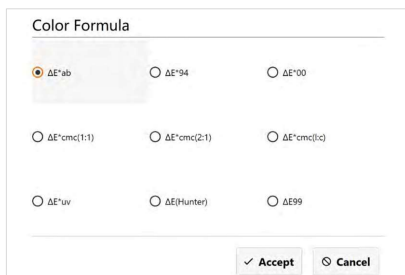 Color Formula
ΔE*ab ΔE*94 ΔE*00
ΔE*cmc(1:1) ΔE*cmc(2:1) ΔE*cmc(l:c)
ΔE*uv ΔE(Hunter) ΔE99
Accept Cancel